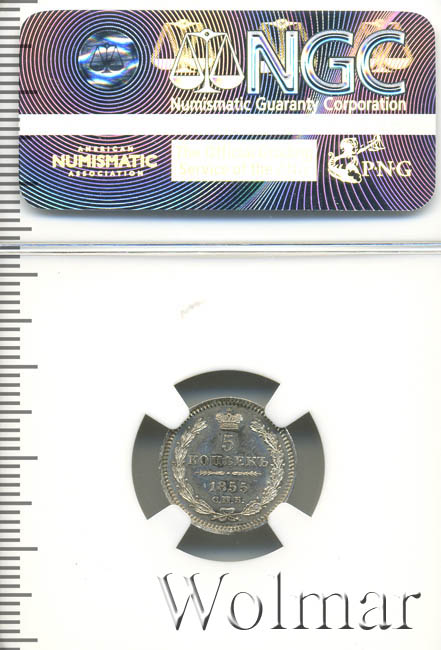 NGC
Numismatic Guaranty Corporation
AMERICAN
NUMISMATIC
ASSOCIATION
PNG
5
КОПѢЕКЪ
1855
С.П.Б.
Wolmar